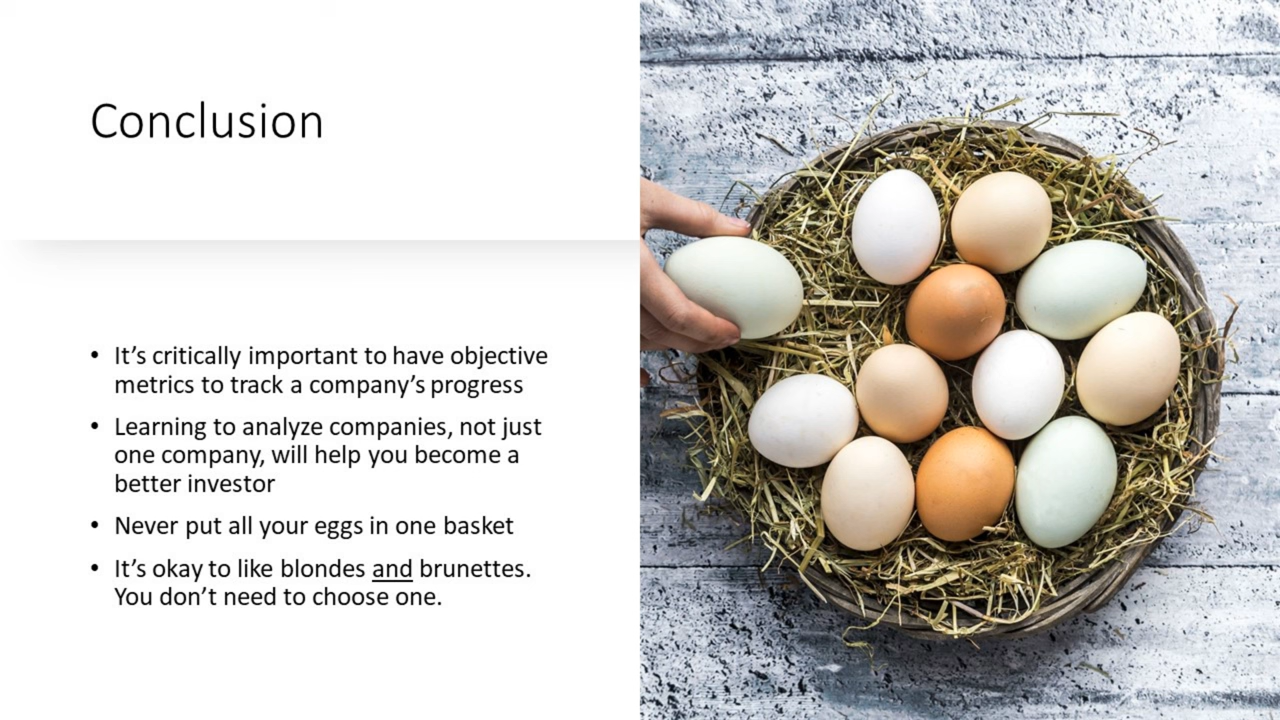 Conclusion
• It’s critically important to have objective
metrics to track a company’s progress
• Learning to analyze companies, not just
one company, will help you become a
better investor
• Never put all your eggs in one basket
• It’s okay to like blondes and brunettes.
You don’t need to choose one.